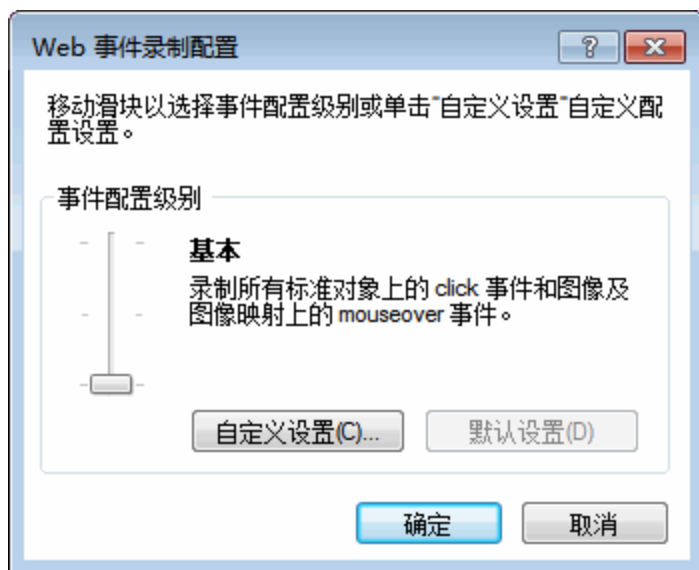 Web 事件录制配置
移动滑块以选择事件配置级别或单击"自定义设置"自定义配
置设置。
事件配置级别
基本
录制所有标准对象上的 click 事件和图像及
图像映射上的 mouseover 事件。
自定义设置(C)... 默认设置(D)
确定 取消